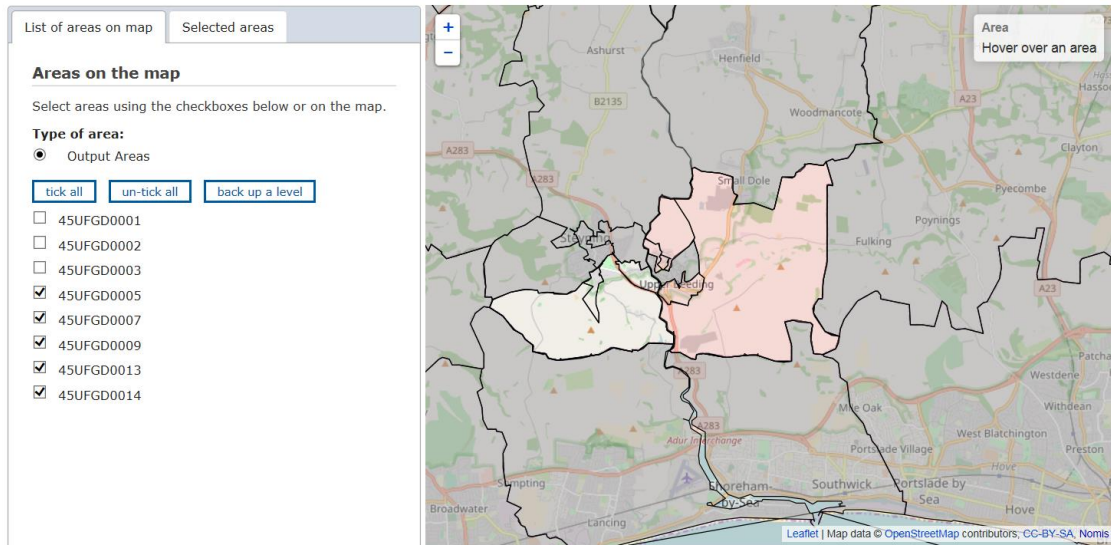 List of areas on map
Selected areas
Areas on the map
Select areas using the checkboxes below or on the map.
Type of area:
Output Areas
tick all
un-tick all
back up a level
45UFGD0001
45UFGD0002
45UFGD0003
45UFGD0005
45UFGD0007
45UFGD0009
45UFGD0013
45UFGD0014
+
−
Area
Hover over an area
Ashurst
Henfield
B2135
Woodmancote
A23
A283
Clayton
A283
Small Dole
Pyecombe
Poynings
Steyning
Fulking
Upper Beeding
A23
A283
Westdene
Mile Oak
Withdean
A283
Adur Interchange
West Blatchington
Portslade Village
Preston
Hove
Sompting
Shoreham-
by-Sea
Southwick
Portslade by
Sea
Broadwater
Lancing
Hove
Leaflet | Map data © OpenStreetMap contributors, CC-BY-SA, Nomis